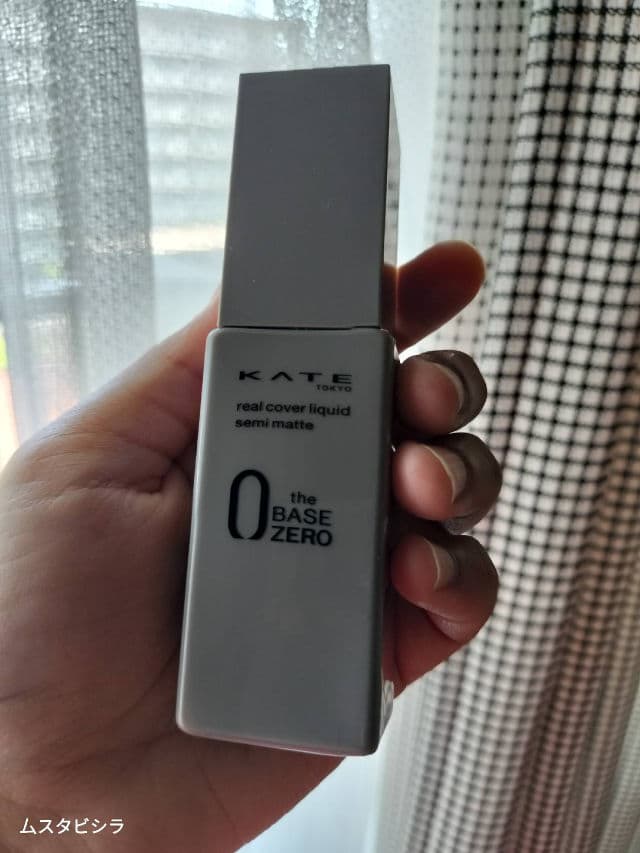 KATE
TOKYO
real cover liquid
semi matte
0 the
BASE
ZERO
ムスタビシラ